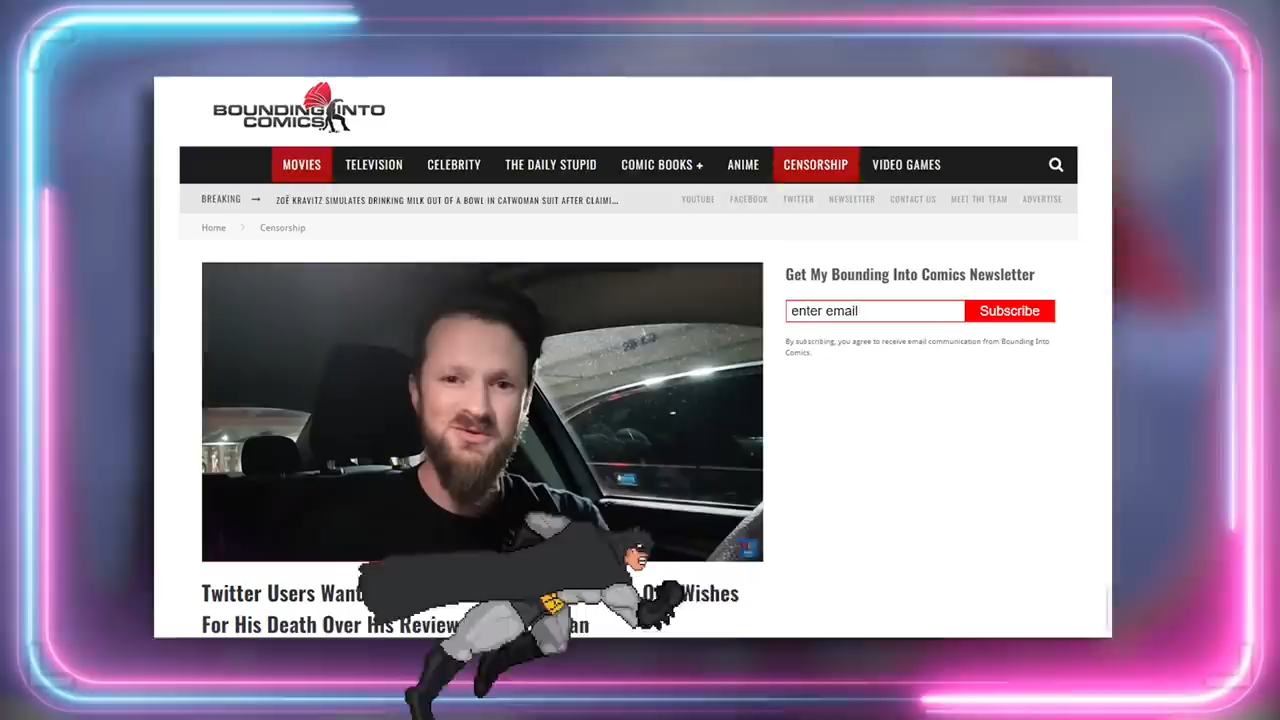 BOUNDING INTO
COMICS
MOVIES TELEVISION CELEBRITY THE DAILY STUPID COMIC BOOKS + ANIME CENSORSHIP VIDEO GAMES
BREAKING → ZOË KRAVITZ SIMULATES DRINKING MILK OUT OF A BOWL IN CATWOMAN SUIT AFTER CLAIMI... YOUTUBE FACEBOOK TWITTER NEWSLETTER CONTACT US MEET THE TEAM ADVERTISE
Home > Censorship
Get My Bounding Into Comics Newsletter
enter email Subscribe
By subscribing, you agree to receive email communication from Bounding Into
Comics.
Twitter Users Want Wishes
For His Death Over His Review